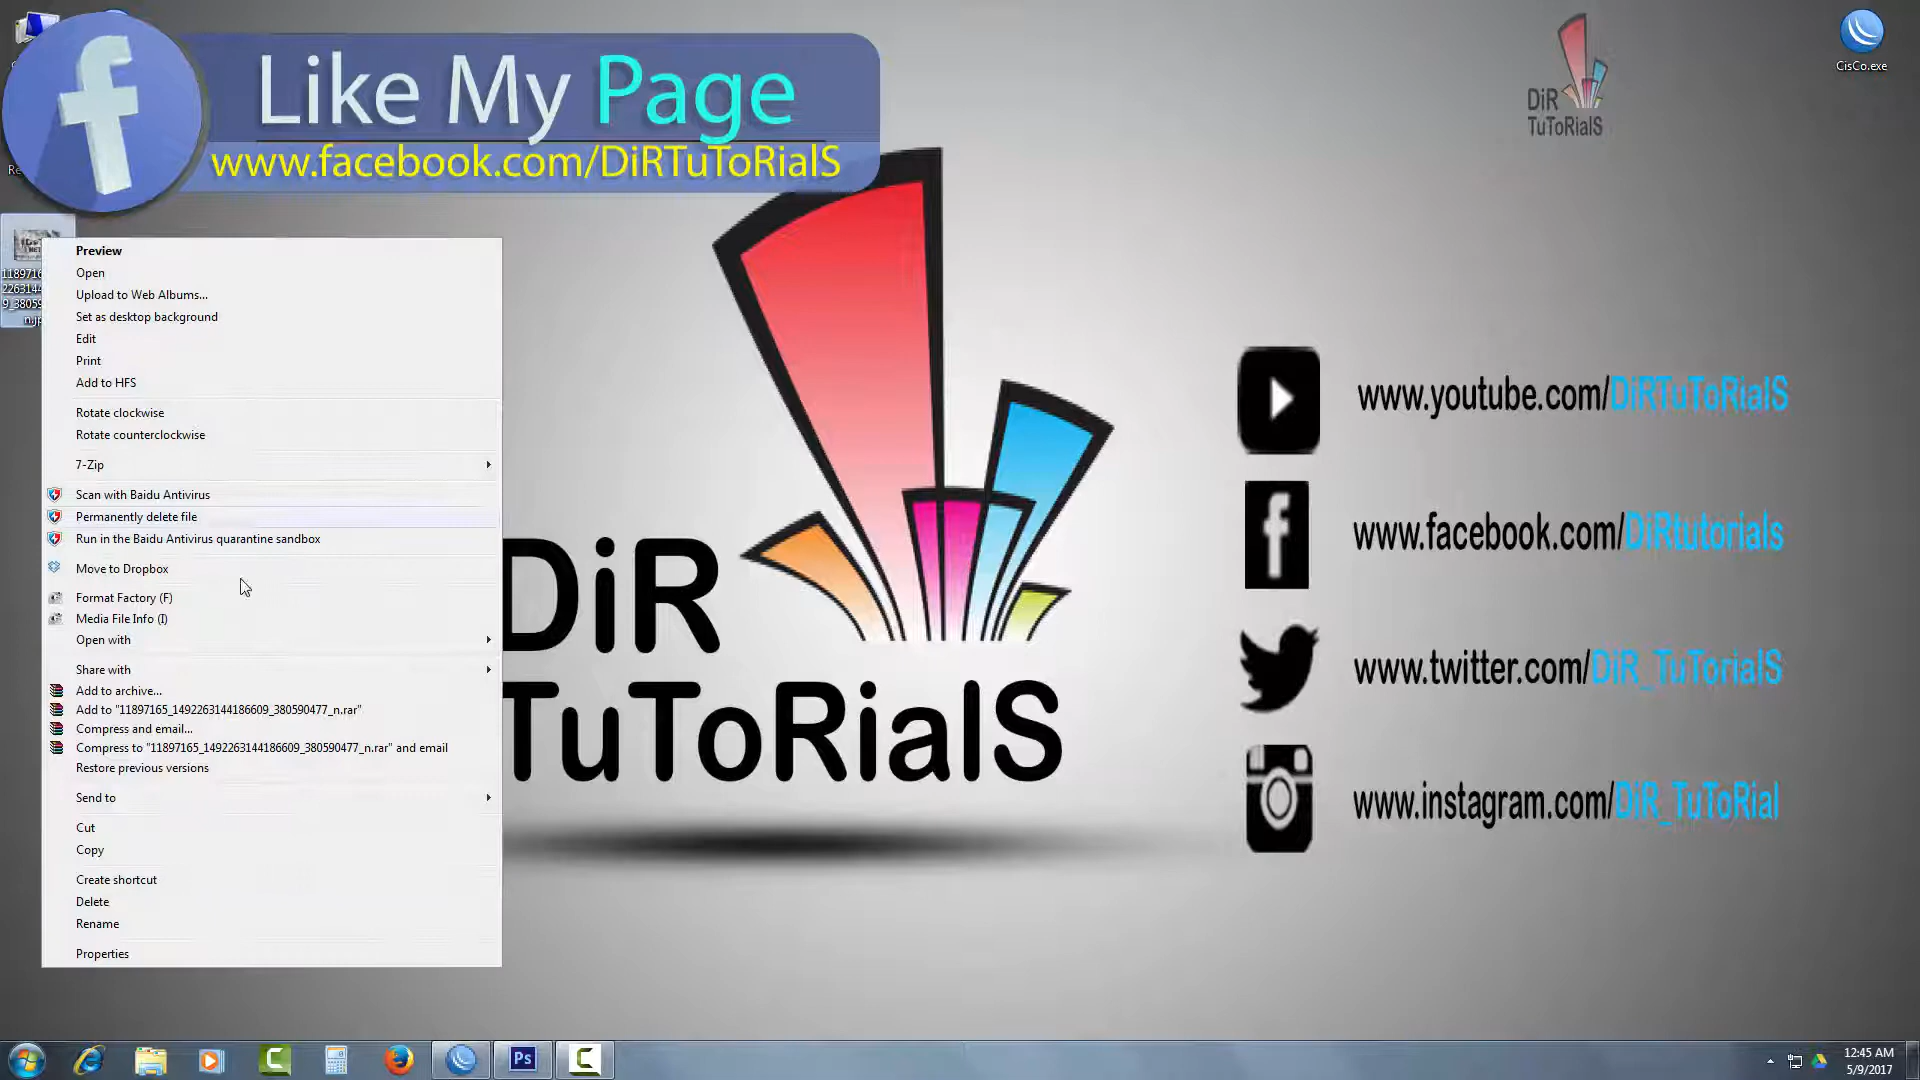 Like My Page
www.facebook.com/DiRTuToRialS
DiR
TuToRialS
CisCo.exe
Preview
Open
Upload to Web Albums...
Set as desktop background
Edit
Print
Add to HFS
Rotate clockwise
Rotate counterclockwise
7-Zip
Scan with Baidu Antivirus
Permanently delete file
Run in the Baidu Antivirus quarantine sandbox
Move to Dropbox
Format Factory (F)
Media File Info (I)
Open with
Share with
Add to archive...
Add to "11897165_1492263144186609_380590477_n.rar"
Compress and email...
Compress to "11897165_1492263144186609_380590477_n.rar" and email
Restore previous versions
Send to
Cut
Copy
Create shortcut
Delete
Rename
Properties
DiR
TuToRialS
www.youtube.com/DiRTuToRialS
www.facebook.com/DiRtutorials
www.twitter.com/DiR_TuTorialS
www.instagram.com/DiR_TuToRial
Ps
12:45 AM
5/9/2017